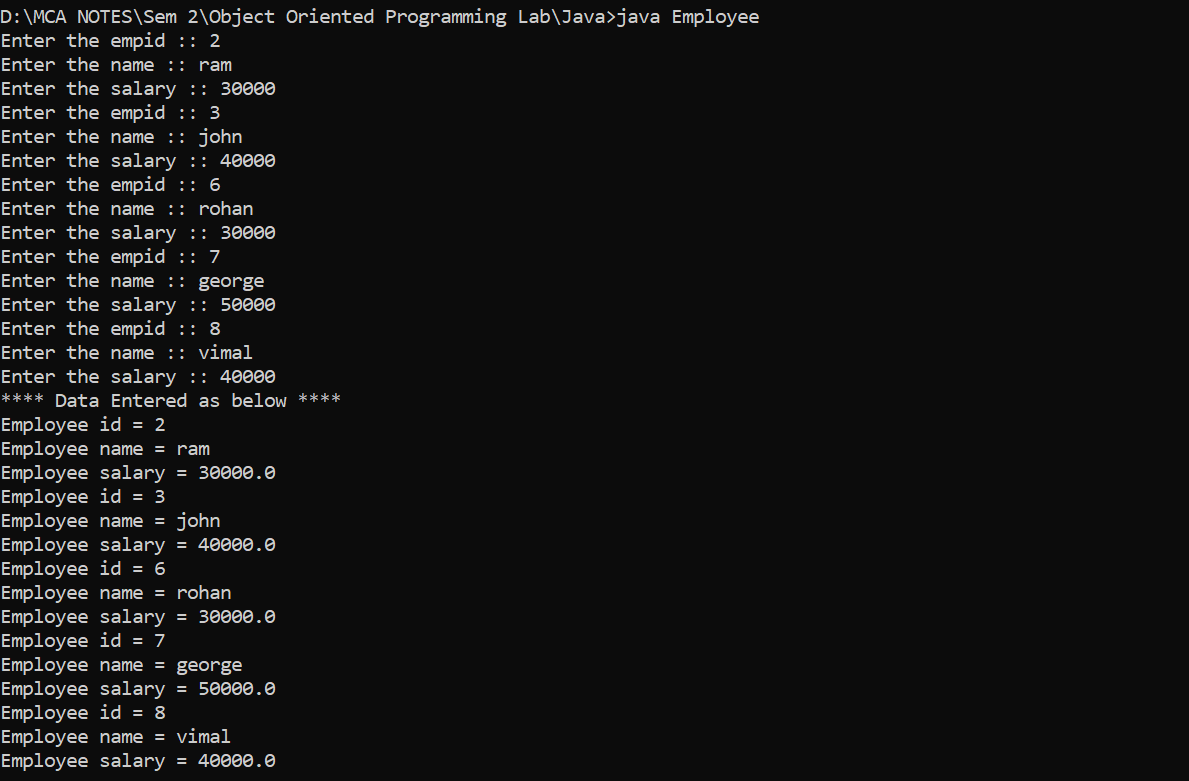 D:\MCA NOTES\Sem 2\Object Oriented Programming Lab\Java>java Employee
Enter the empid :: 2
Enter the name :: ram
Enter the salary :: 30000
Enter the empid :: 3
Enter the name :: john
Enter the salary :: 40000
Enter the empid :: 6
Enter the name :: rohan
Enter the salary :: 30000
Enter the empid :: 7
Enter the name :: george
Enter the salary :: 50000
Enter the empid :: 8
Enter the name :: vimal
Enter the salary :: 40000
**** Data Entered as below ****
Employee id = 2
Employee name = ram
Employee salary = 30000.0
Employee id = 3
Employee name = john
Employee salary = 40000.0
Employee id = 6
Employee name = rohan
Employee salary = 30000.0
Employee id = 7
Employee name = george
Employee salary = 50000.0
Employee id = 8
Employee name = vimal
Employee salary = 40000.0